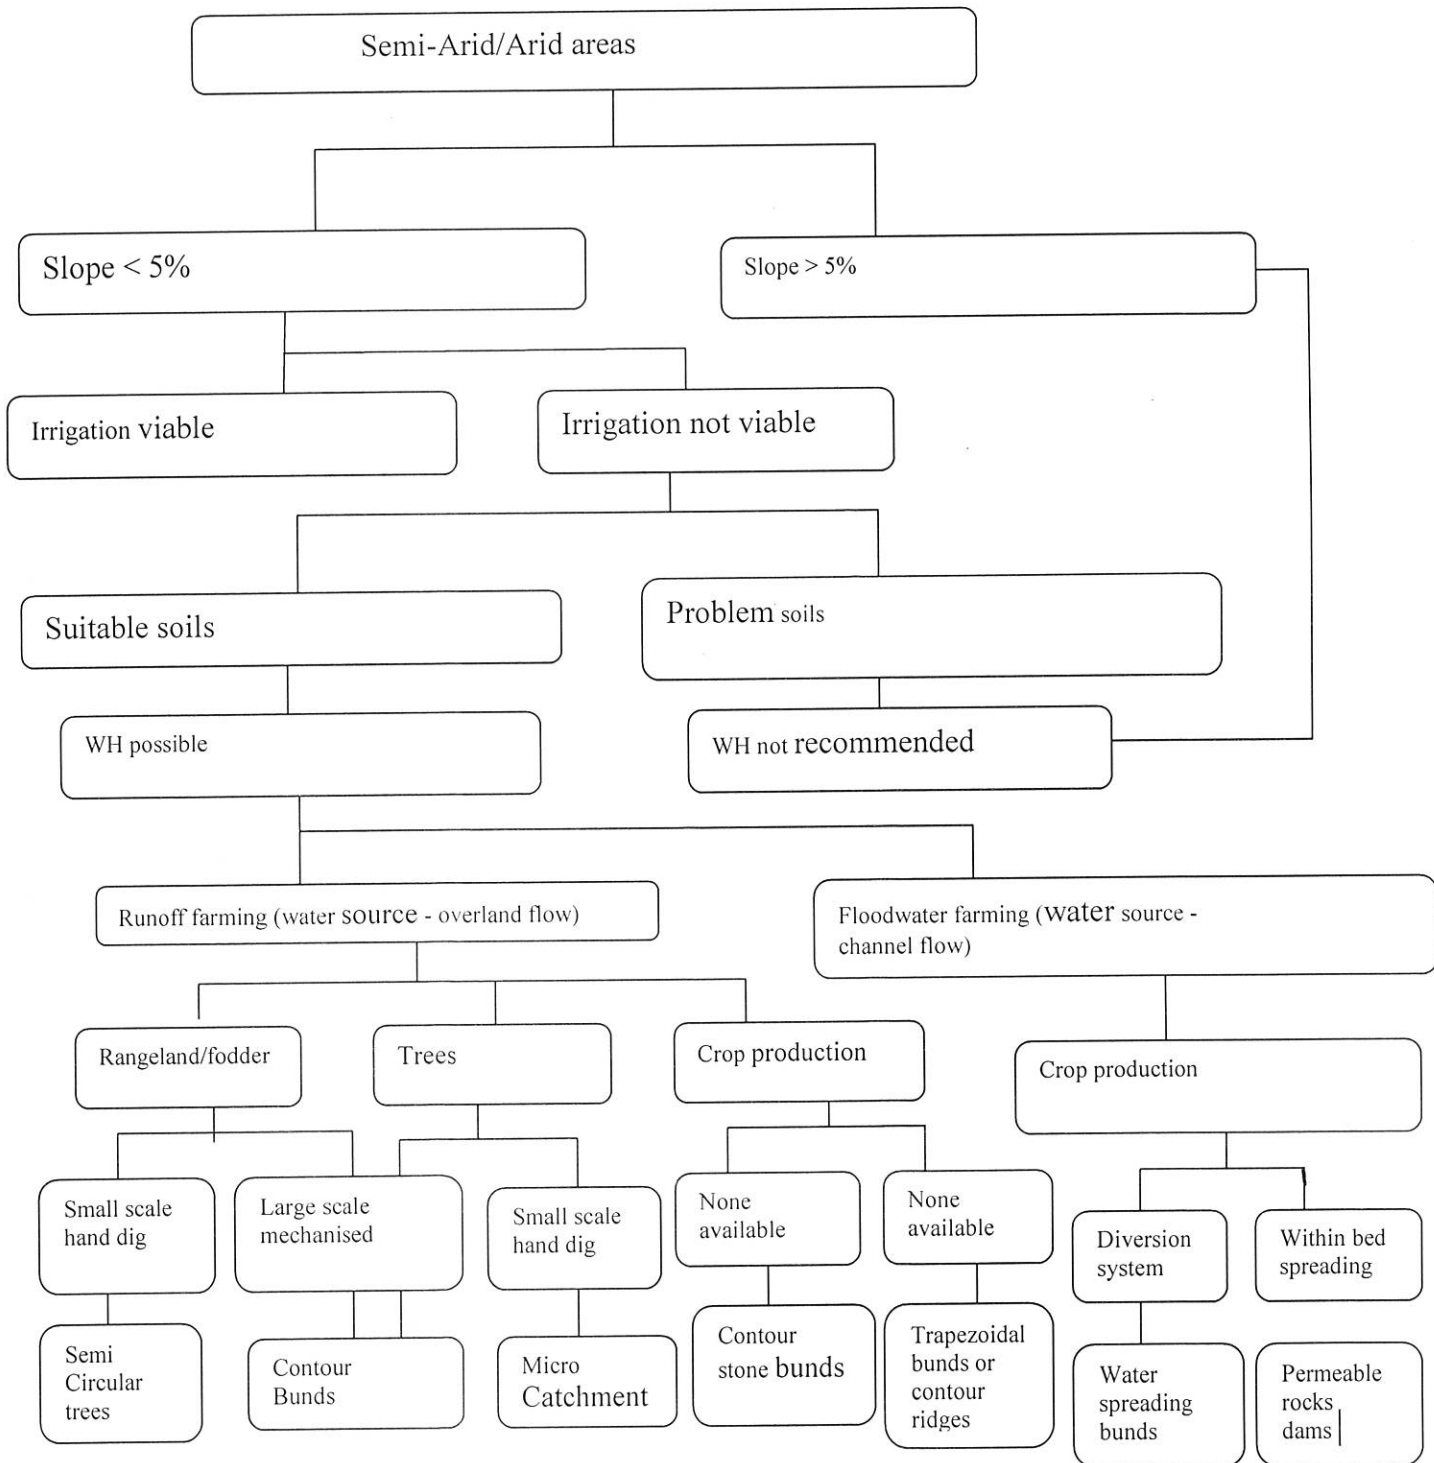 Semi-Arid/Arid areas
Slope < 5%
Slope > 5%
Irrigation viable
Irrigation not viable
Suitable soils
Problem soils
WH possible
WH not recommended
Runoff farming (water source - overland flow)
Floodwater farming (water source -
channel flow)
Rangeland/fodder
Trees
Crop production
Crop production
Small scale
hand dig
Large scale
mechanised
Small scale
hand dig
None
available
None
available
Diversion
system
Within bed
spreading
Semi
Circular
trees
Contour
Bunds
Micro
Catchment
Contour
stone bunds
Trapezoidal
bunds or
contour
ridges
Water
spreading
bunds
Permeable
rocks
dams